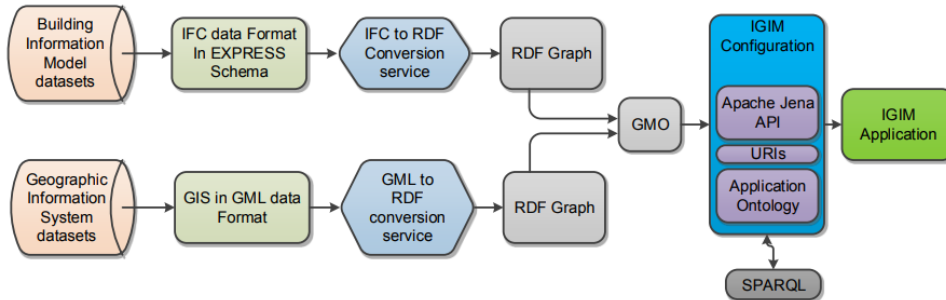 Building
Information
Model
datasets
IFC data Format
In EXPRESS
Schema
IFC to RDF
Conversion
service
RDF Graph
Geographic
Information
System
datasets
GIS in GML data
Format
GML to
RDF
conversion
service
RDF Graph
GMO
IGIM
Configuration
Apache Jena
API
URIs
Application
Ontology
SPARQL
IGIM
Application